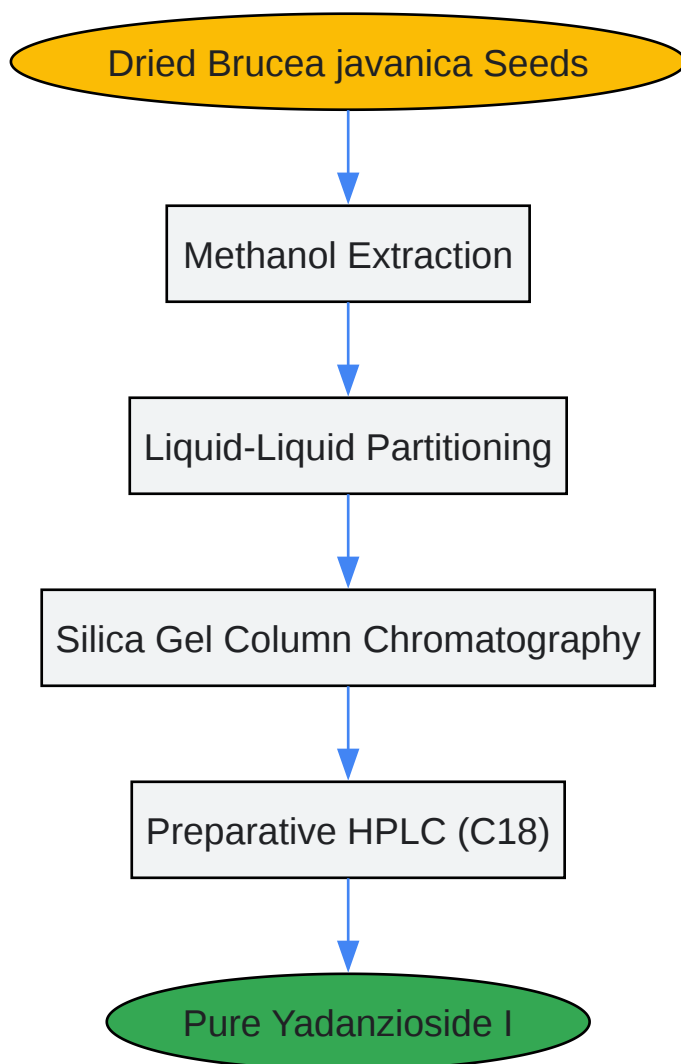 Dried Brucea javanica Seeds
Methanol Extraction
Liquid-Liquid Partitioning
Silica Gel Column Chromatography
Preparative HPLC (C18)
Pure Yadanzioside I